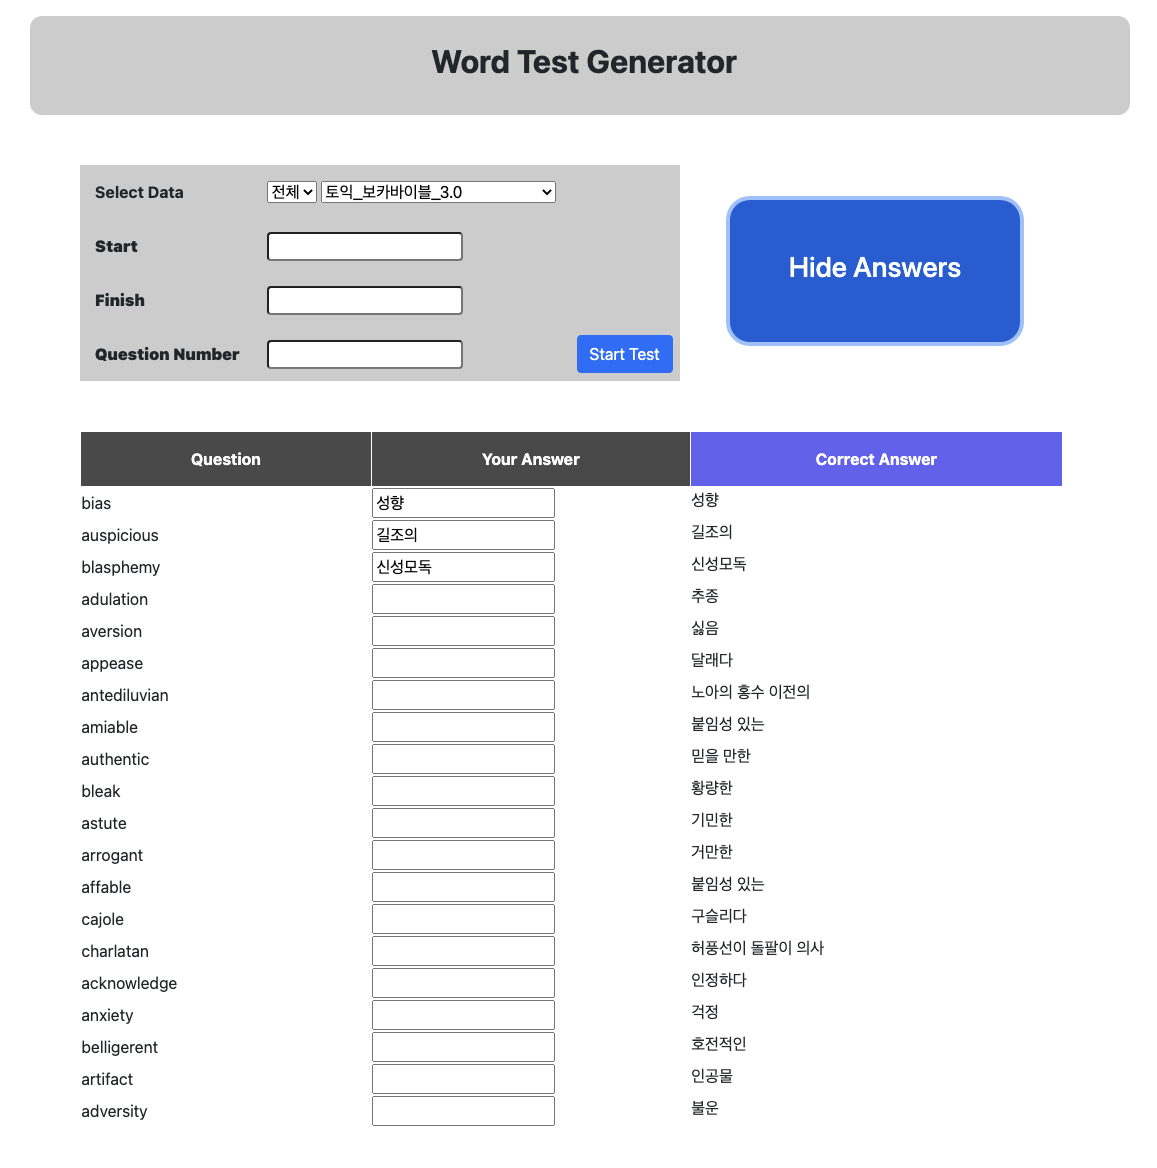 Word Test Generator
Select Data 전체 토익_보카바이블_3.0
Start
Finish
Question Number Start Test
Hide Answers
Question Your Answer Correct Answer
bias 성향 성향
auspicious 길조의 길조의
blasphemy 신성모독 신성모독
adulation 추종
aversion 싫음
appease 달래다
antediluvian 노아의 홍수 이전의
amiable 붙임성 있는
authentic 믿을 만한
bleak 황량한
astute 기민한
arrogant 거만한
affable 붙임성 있는
cajole 구슬리다
charlatan 허풍선이 돌팔이 의사
acknowledge 인정하다
anxiety 걱정
belligerent 호전적인
artifact 인공물
adversity 불운